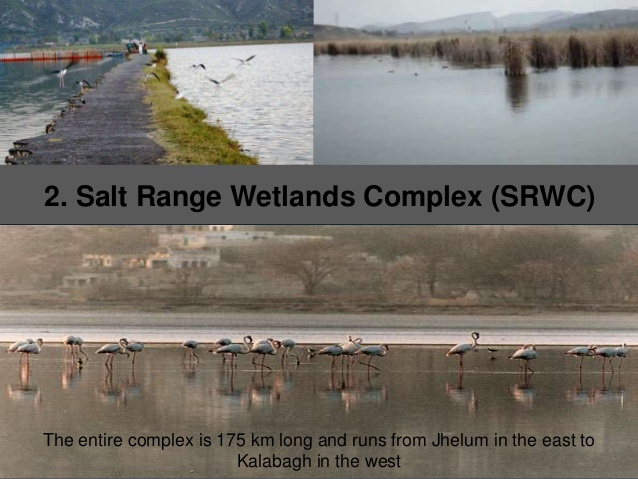 2. Salt Range Wetlands Complex (SRWC)
The entire complex is 175 km long and runs from Jhelum in the east to
Kalabagh in the west